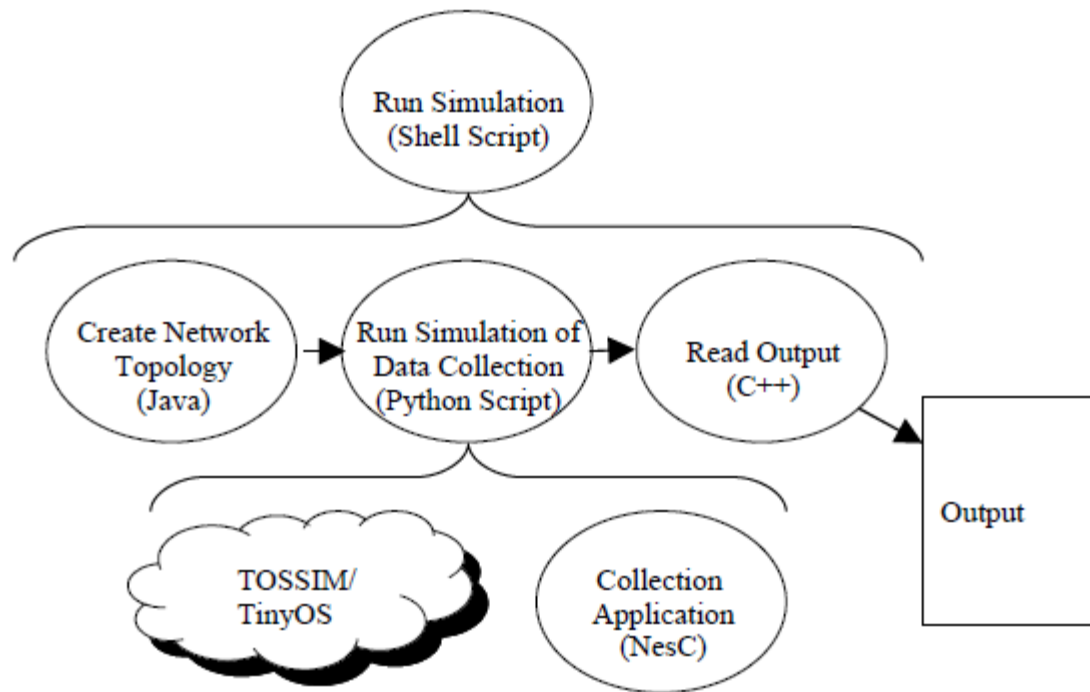 Run Simulation
(Shell Script)
Create Network
Topology
(Java)
Run Simulation of
Data Collection
(Python Script)
Read Output
(C++)
Output
TOSSIM/
TinyOS
Collection
Application
(NesC)